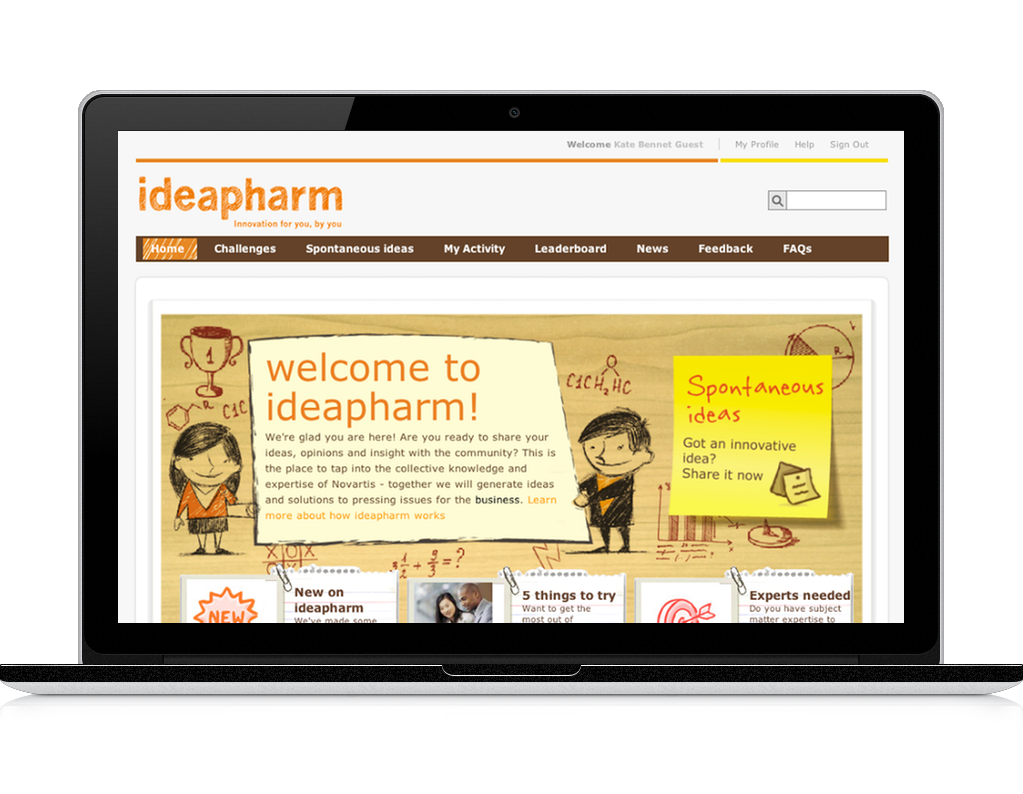 Welcome Kate Bennet Guest My Profile Help Sign Out
ideapharm
Innovation for you, by you
Home Challenges Spontaneous ideas My Activity Leaderboard News Feedback FAQs
1
R
C1C
welcome to
ideapharm!
We're glad you are here! Are you ready to share your
ideas, opinions and insight with the community? This is
the place to tap into the collective knowledge and
expertise of Novartis - together we will generate ideas
and solutions to pressing issues for the business. Learn
more about how ideapharm works
O
C1CH2HC
R
Spontaneous
ideas
Got an innovative
idea?
Share it now
XOX
3 1/2 + 9/3 = ?
NEW
New on
ideapharm
We've made some
5 things to try
Want to get the
most out of
Experts needed
Do you have subject
matter expertise to